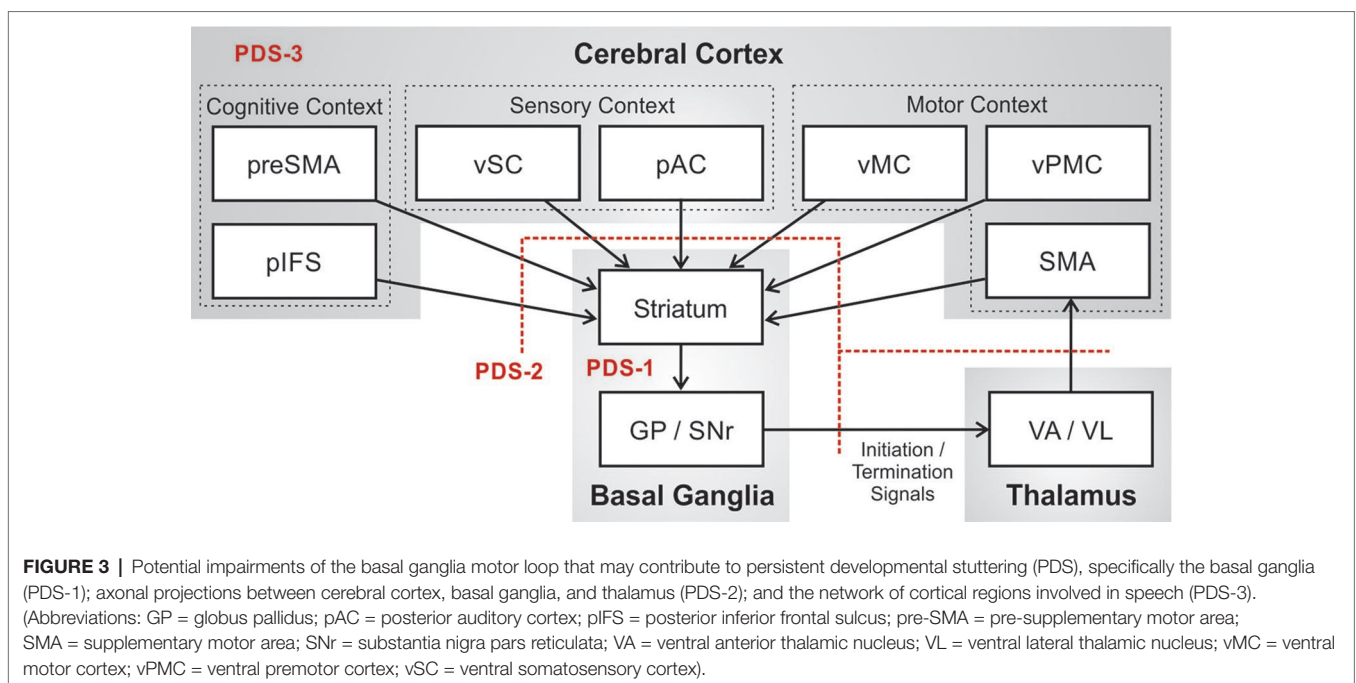 PDS-3
Cerebral Cortex
Cognitive Context
Sensory Context
Motor Context
preSMA
vSC
pAC
vMC
vPMC
pIFS
SMA
Striatum
PDS-2
PDS-1
GP / SNr
Initiation /
Termination
Signals
VA / VL
Basal Ganglia
Thalamus
FIGURE 3 | Potential impairments of the basal ganglia motor loop that may contribute to persistent developmental stuttering (PDS), specifically the basal ganglia
(PDS-1); axonal projections between cerebral cortex, basal ganglia, and thalamus (PDS-2); and the network of cortical regions involved in speech (PDS-3).
(Abbreviations: GP = globus pallidus; pAC = posterior auditory cortex; pIFS = posterior inferior frontal sulcus; pre-SMA = pre-supplementary motor area;
SMA = supplementary motor area; SNr = substantia nigra pars reticulata; VA = ventral anterior thalamic nucleus; VL = ventral lateral thalamic nucleus; vMC = ventral
motor cortex; vPMC = ventral premotor cortex; vSC = ventral somatosensory cortex).